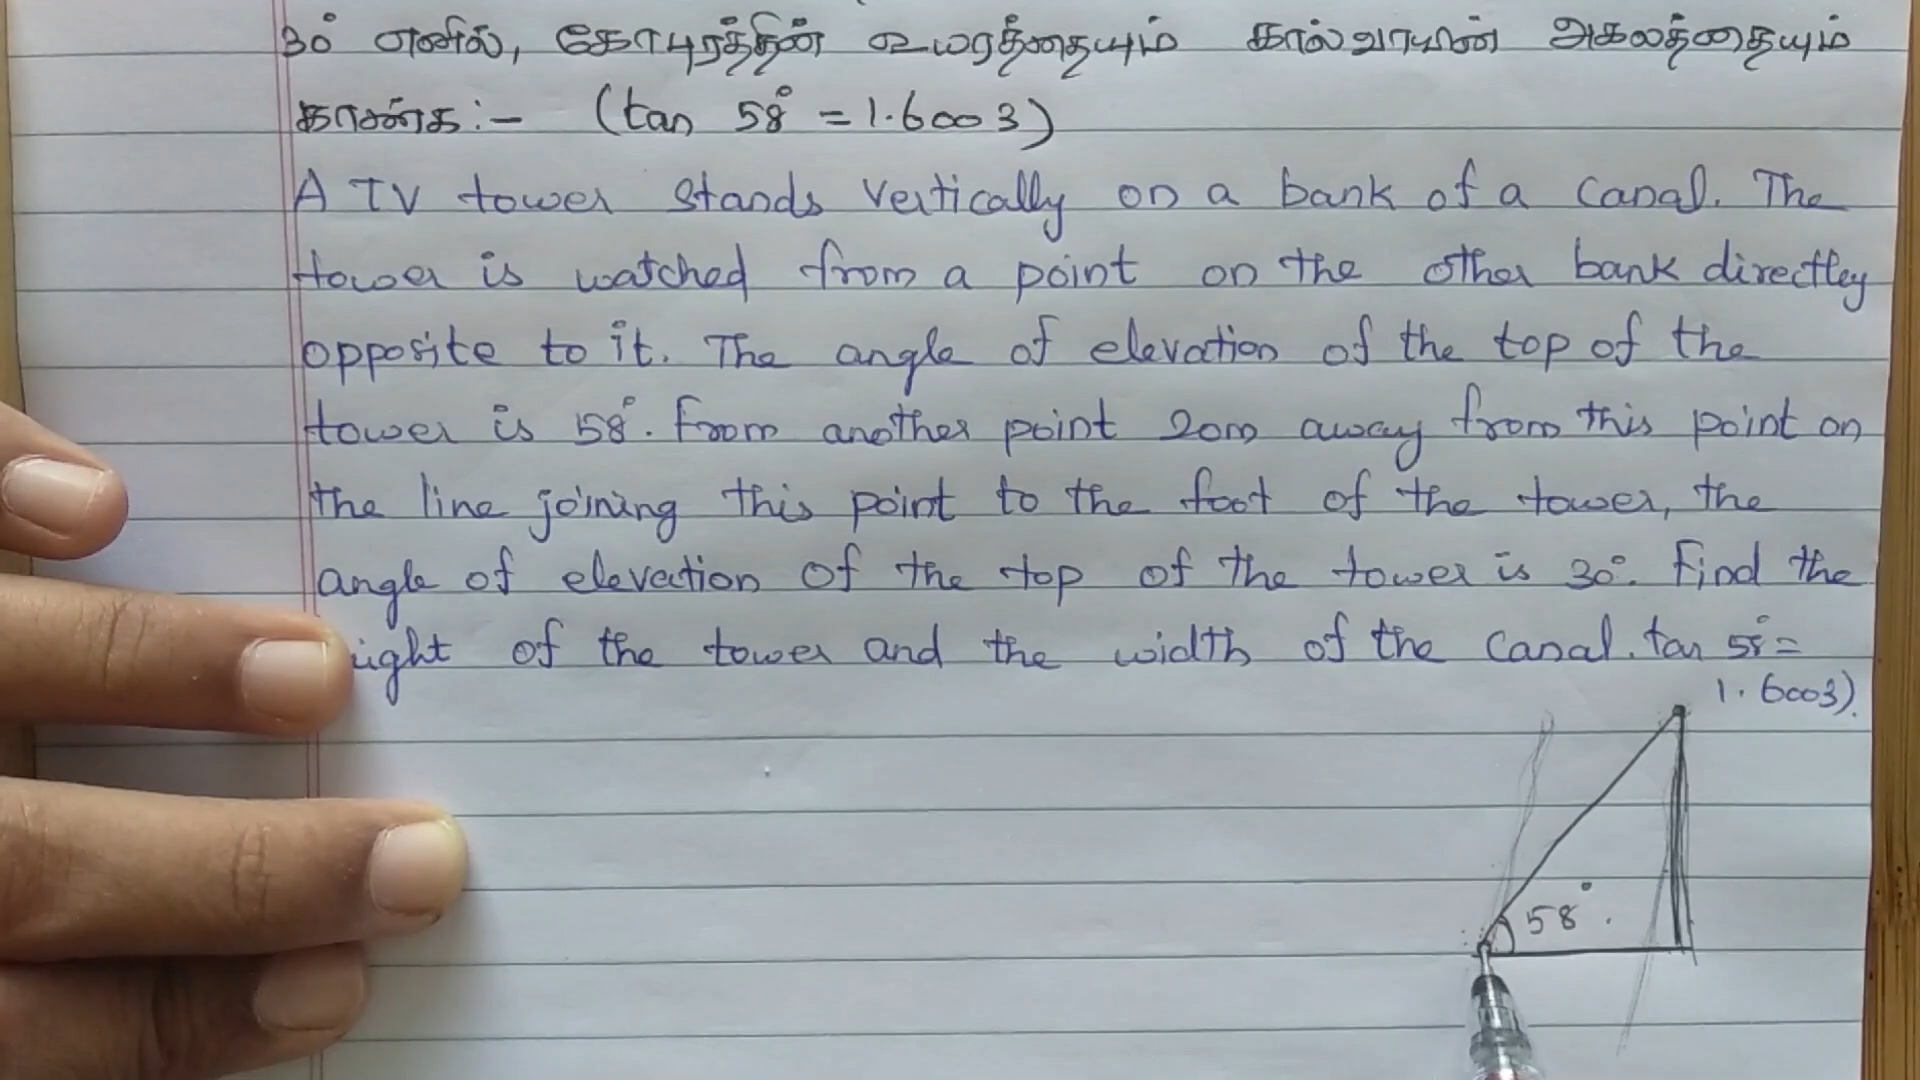 30° எனில், கோபுரத்தின் உயரத்தையும் கால்வாயின் அகலத்தையும்
காண்க:- (tan 58° = 1.6003)
A TV tower stands vertically on a bank of a canal. The
tower is watched from a point on the other bank directley
opposite to it. The angle of elevation of the top of the
tower is 58°. From another point 20m away from this point on
the line joining this point to the foot of the tower, the
angle of elevation of the top of the tower is 30°. Find the
ight of the tower and the width of the canal. tan 58° =
1.6003).
58°.